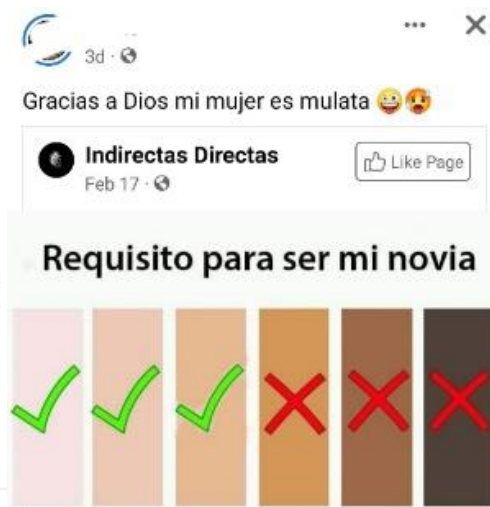 3d
Gracias a Dios mi mujer es mulata 😜🥵
Indirectas Directas
Like Page
Feb 17
Requisito para ser mi novia